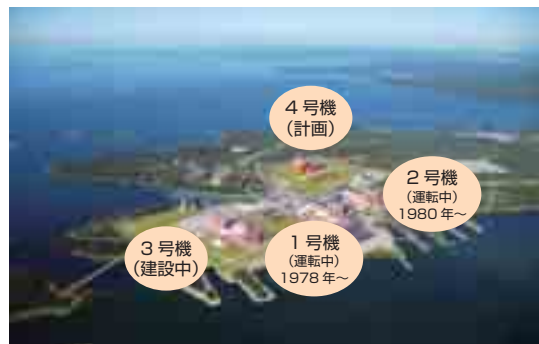 4号機
(計画)
2号機
(運転中)
1980年~
3号機
(建設中)
1号機
(運転中)
1978年~